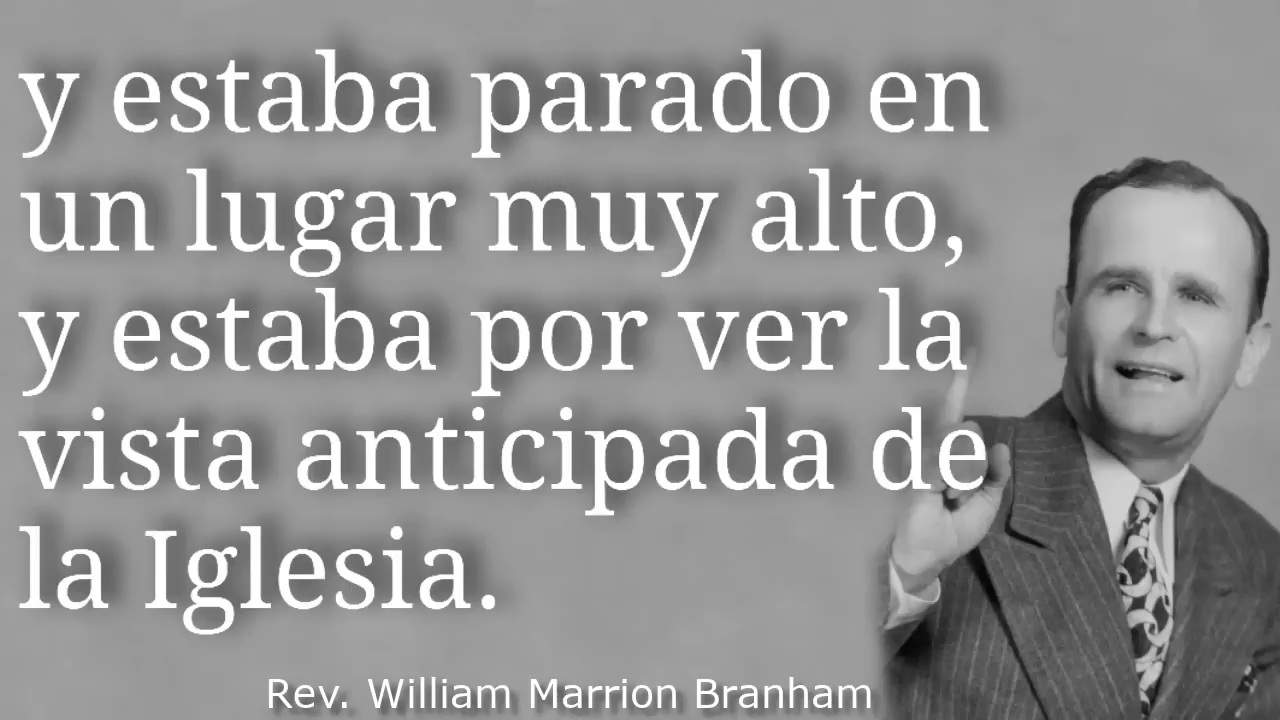 y estaba parado en
un lugar muy alto,
y estaba por ver la
vista anticipada de
la Iglesia.
Rev. William Marrion Branham